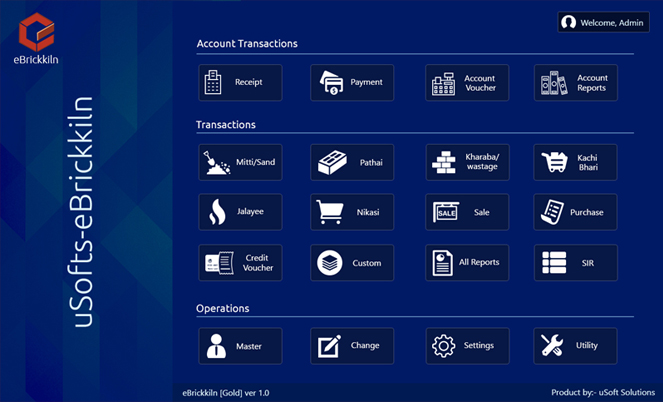 eBrickkiln
uSofts-eBrickkiln
Welcome, Admin
Account Transactions
Receipt
Payment
Account
Voucher
Account
Reports
Transactions
Mitti/Sand
Pathai
Kharaba/
wastage
Kachi
Bhari
Jalayee
Nikasi
SALE
Sale
Purchase
Credit
Voucher
Custom
All Reports
SIR
Operations
Master
Change
Settings
Utility
eBrickkiln [Gold] ver 1.0
Product by:- uSoft Solutions